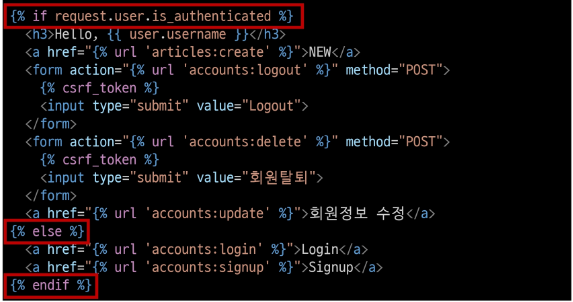 {% if request.user.is_authenticated %}
<h3>Hello, {{ user.username }}</h3>
<a href="{% url 'articles:create' %}">NEW</a>
<form action="{% url 'accounts:logout' %}" method="POST">
{% csrf_token %}
<input type="submit" value="Logout">
</form>
<form action="{% url 'accounts:delete' %}" method="POST">
{% csrf_token %}
<input type="submit" value="회원탈퇴">
</form>
<a href="{% url 'accounts:update' %}">회원정보 수정</a>
{% else %}
<a href="{% url 'accounts:login' %}">Login</a>
<a href="{% url 'accounts:signup' %}">Signup</a>
{% endif %}